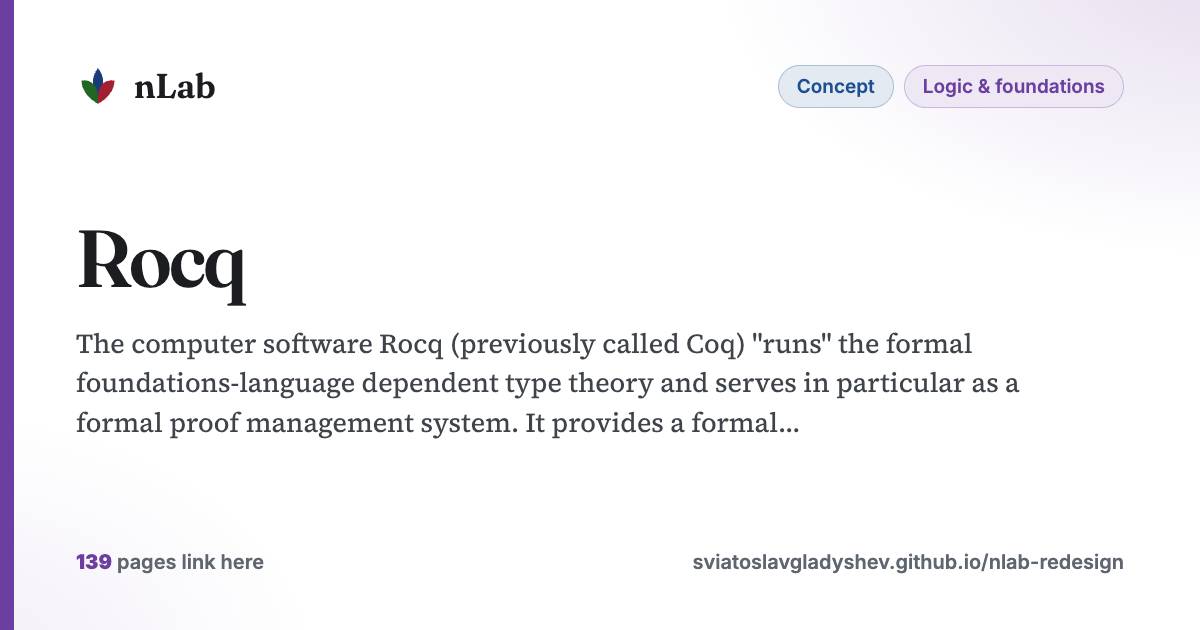 nLab
Concept
Logic & foundations
Rocq
The computer software Rocq (previously called Coq) "runs" the formal
foundations-language dependent type theory and serves in particular as a
formal proof management system. It provides a formal...
139 pages link here
sviatoslavgladyshev.github.io/nlab-redesign